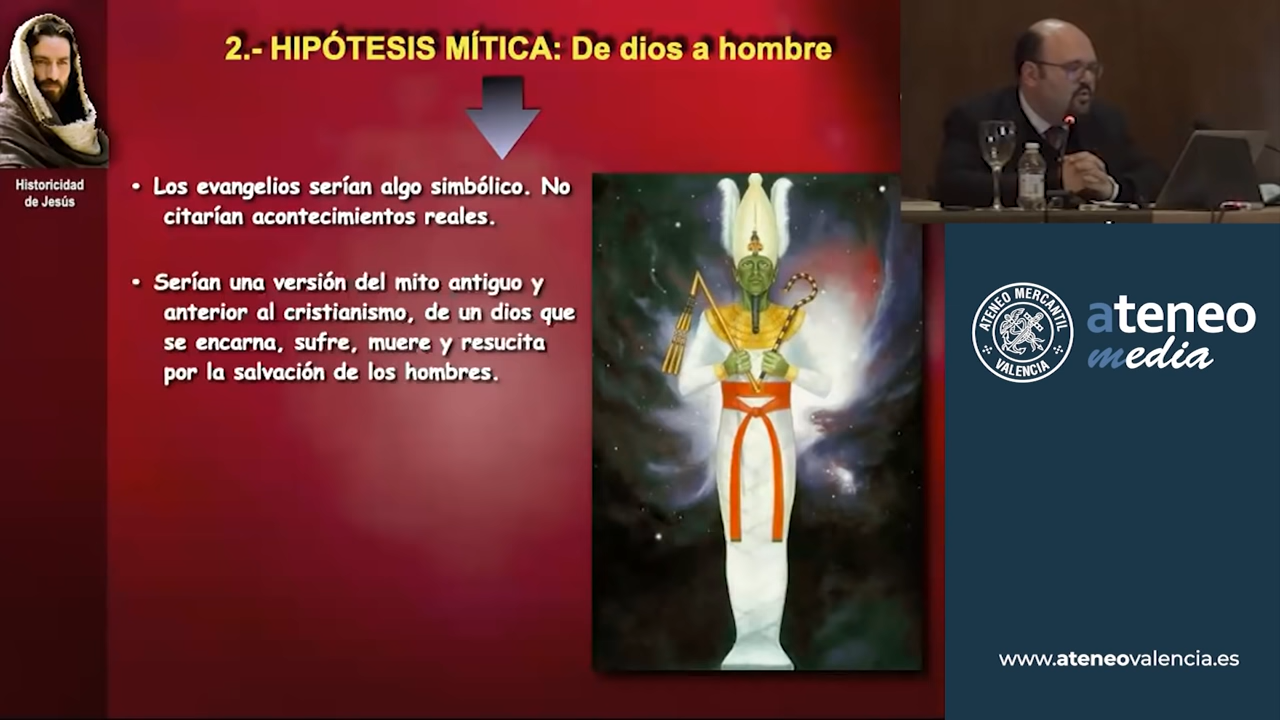 2.- HIPÓTESIS MÍTICA: De dios a hombre
Historicidad
de Jesús
• Los evangelios serían algo simbólico. No
citarían acontecimientos reales.
• Serían una versión del mito antiguo y
anterior al cristianismo, de un dios que
se encarna, sufre, muere y resucita
por la salvación de los hombres.
ATENEO MERCANTIL
VALENCIA
ateneo
media
www.ateneovalencia.es